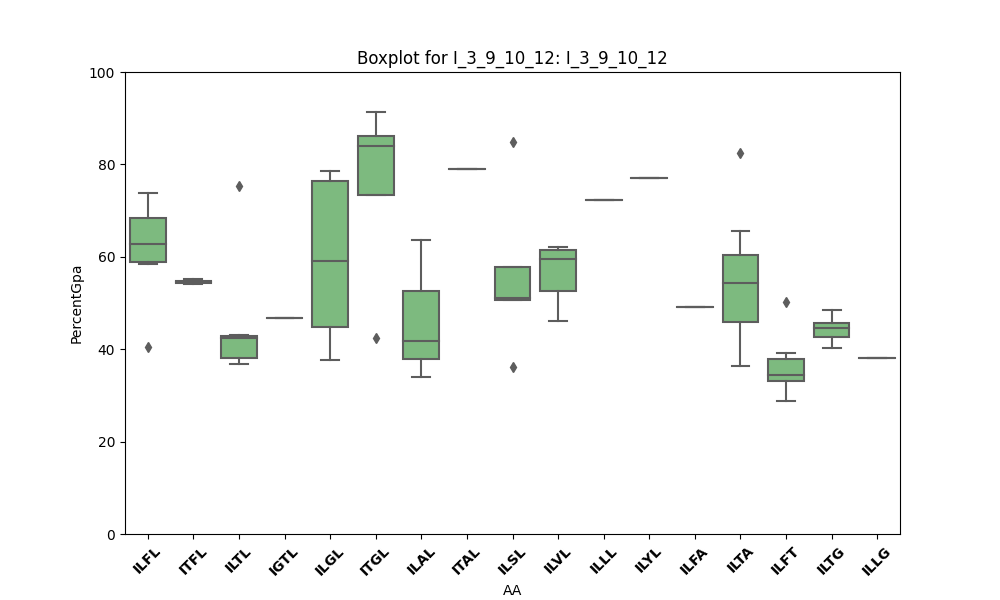 Boxplot for I_3_9_10_12: I_3_9_10_12
100
80
60
40
20
0
PercentGpa
ILFL ITFL ILTL IGTL ILGL ITGL ILAL ITAL ILSL ILVL ILLL ILYL ILFA ILTA ILFT ILTG ILLG
AA